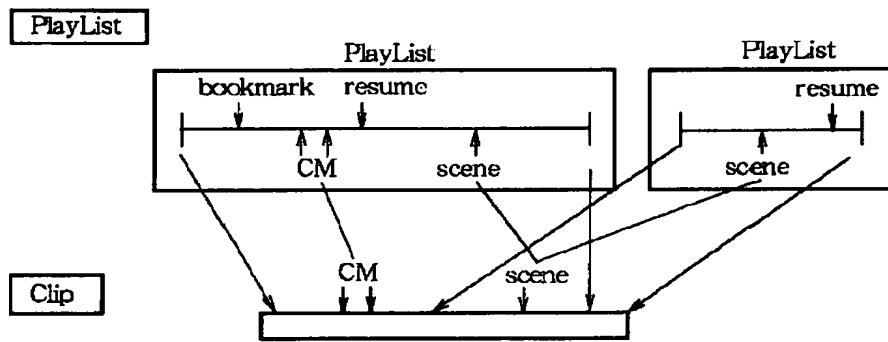 PlayList
PlayList
PlayList
bookmark resume
resume
CM
scene
scene
CM
scene
Clip